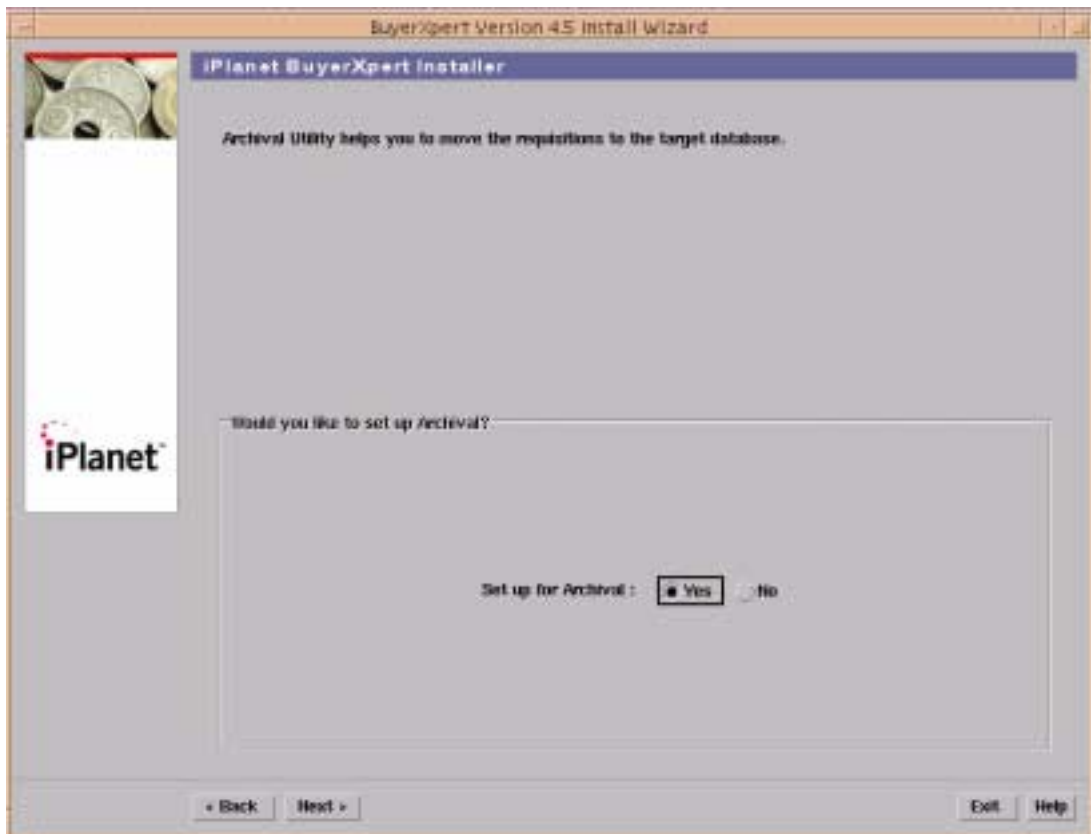 BuyerXpert Version 4.5 Install Wizard
iPlanet BuyerXpert Installer
Archival Utility helps you to move the requisitions to the target database.
iPlanet™
Would you like to set up Archival?
Set up for Archival : Yes No
< Back Next > Exit Help